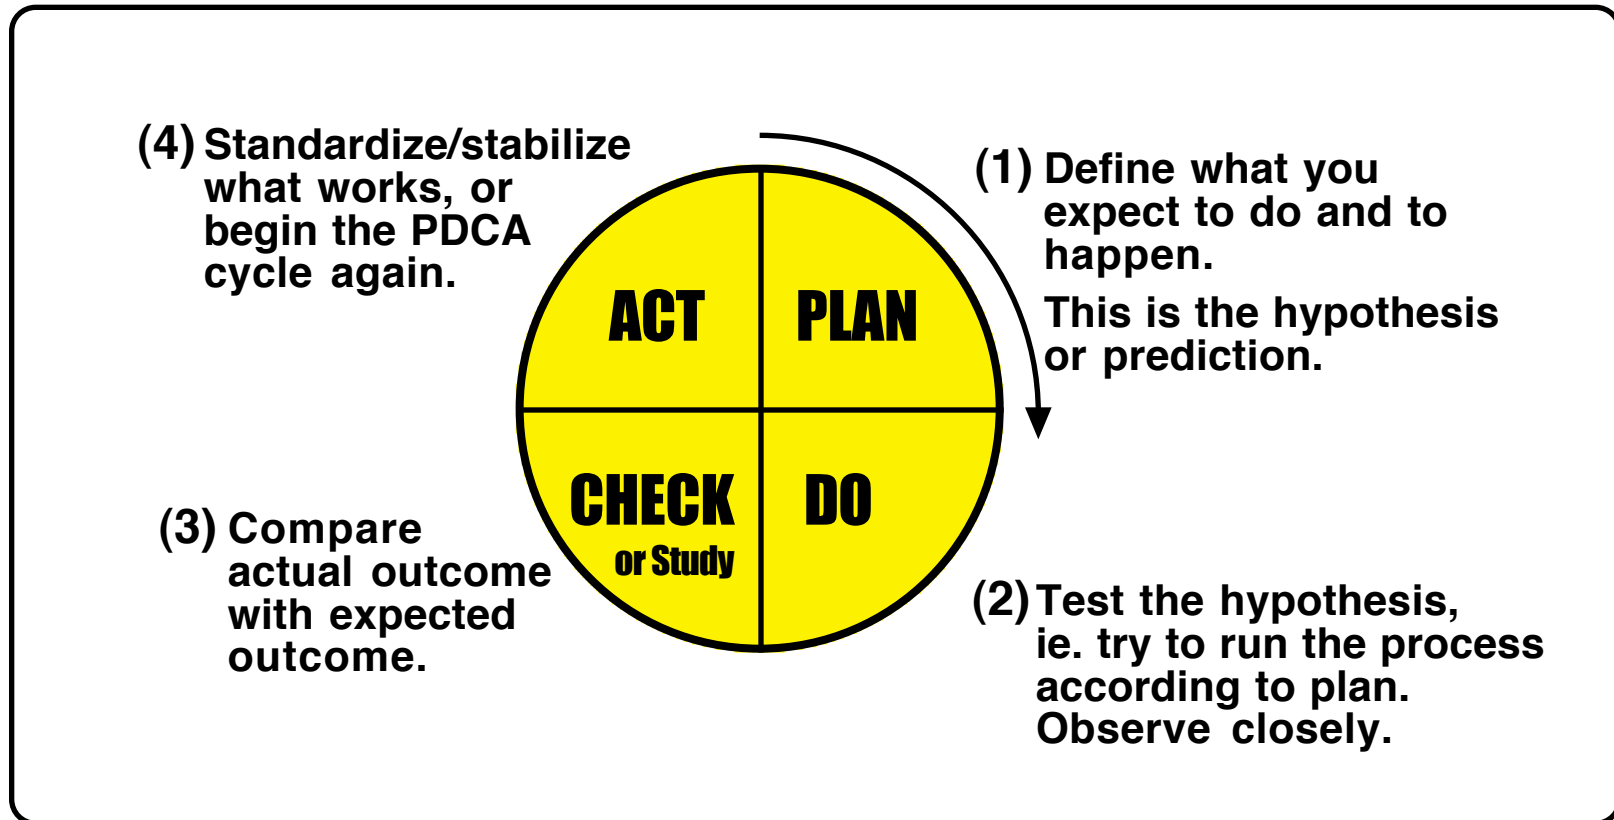 (1) Define what you
expect to do and to
happen.
This is the hypothesis
or prediction.
(2) Test the hypothesis,
ie. try to run the process
according to plan.
Observe closely.
(3) Compare
actual outcome
with expected
outcome.
(4) Standardize/stabilize
what works, or
begin the PDCA
cycle again.
ACT
PLAN
CHECK
or Study
DO